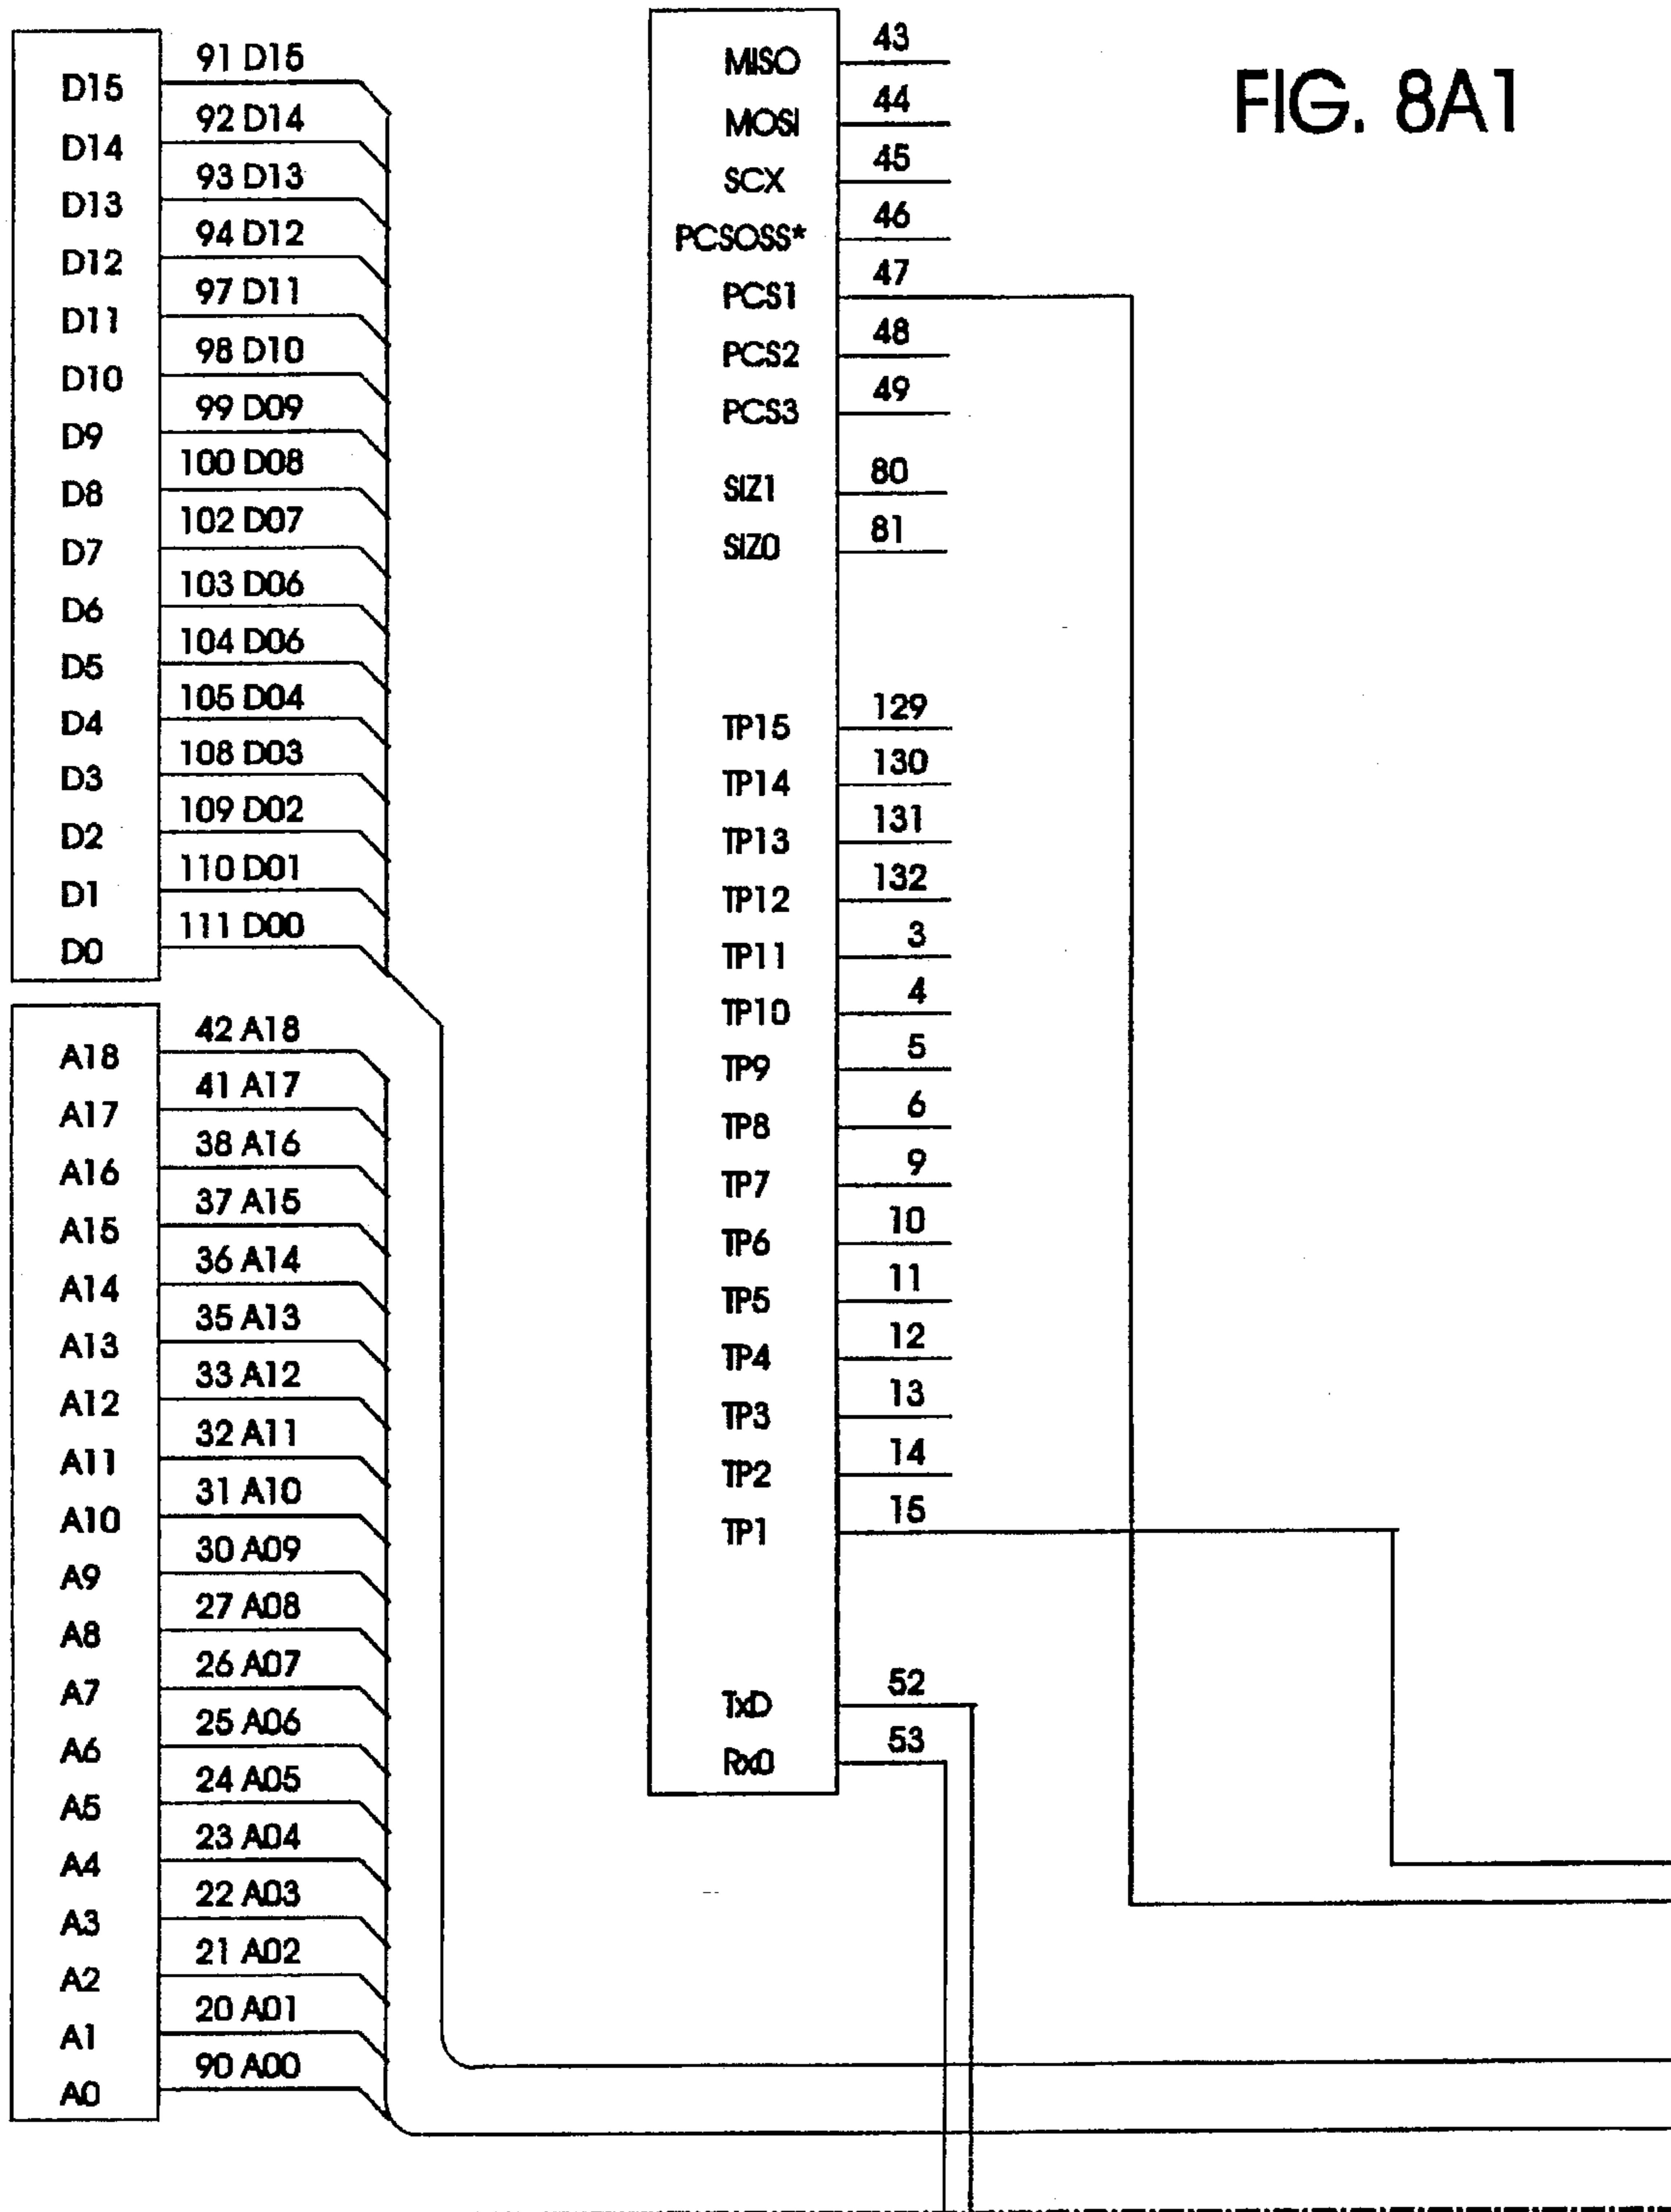 FIG. 8A1
91 D15
D15
92 D14
D14
93 D13
D13
94 D12
D12
97 D11
D11
98 D10
D10
99 D09
D9
100 D08
D8
102 D07
D7
103 D06
D6
104 D06
D5
105 D04
D4
108 D03
D3
109 D02
D2
110 D01
D1
111 D00
D0
42 A18
A18
41 A17
A17
38 A16
A16
37 A15
A15
36 A14
A14
35 A13
A13
33 A12
A12
32 A11
A11
31 A10
A10
30 A09
A9
27 A08
A8
26 A07
A7
25 A06
A6
24 A05
A5
23 A04
A4
22 A03
A3
21 A02
A2
20 A01
A1
90 A00
A0
MISO 43
MOSI 44
SCX 45
PCSOSS* 46
PCS1 47
PCS2 48
PCS3 49
SIZ1 80
SIZ0 81
TP15 129
TP14 130
TP13 131
TP12 132
TP11 3
TP10 4
TP9 5
TP8 6
TP7 9
TP6 10
TP5 11
TP4 12
TP3 13
TP2 14
TP1 15
TxD 52
Rx0 53